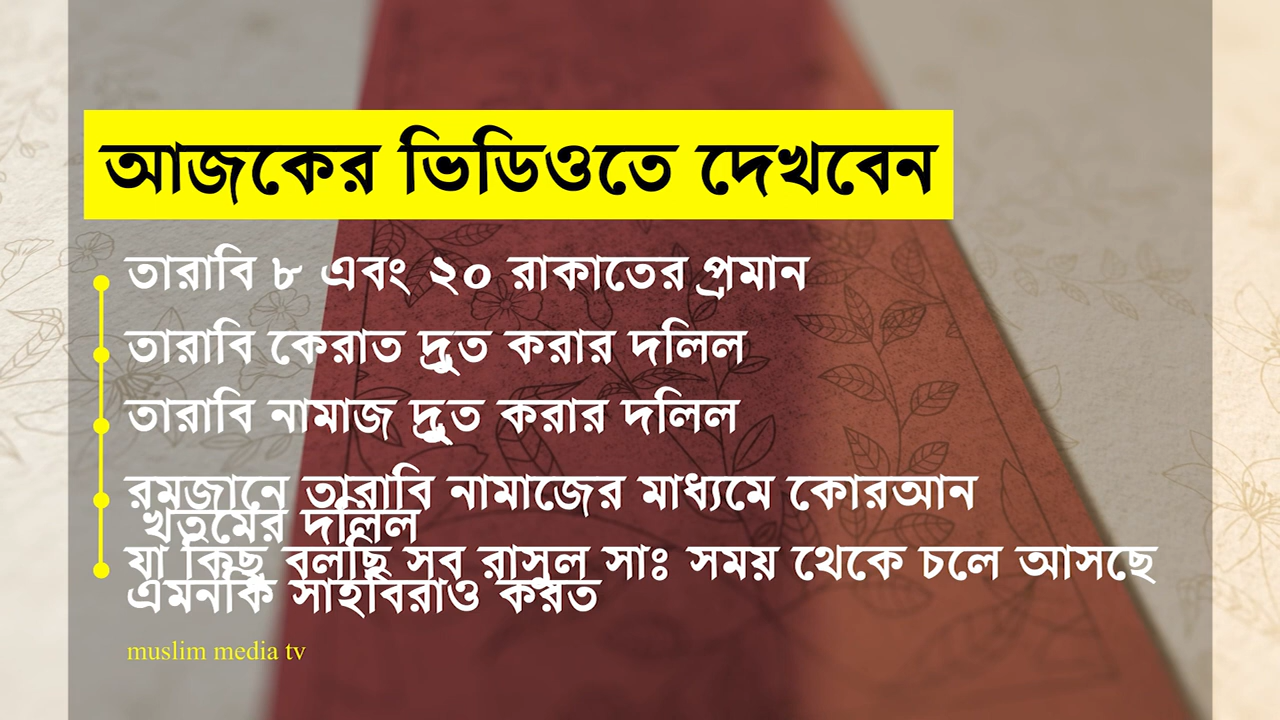 আজকের ভিডিওতে দেখবেন
তারাবি ৮ এবং ২০ রাকাতের প্রমান
তারাবি কেরাত দ্রুত করার দলিল
তারাবি নামাজ দ্রুত করার দলিল
রমজানে তারাবি নামাজের মাধ্যমে কোরআন
খতমের দলিল
যা কিছু বলছি সব রাসুল সাঃ সময় থেকে চলে আসছে
এমনকি সাহাবিরাও করত
muslim media tv